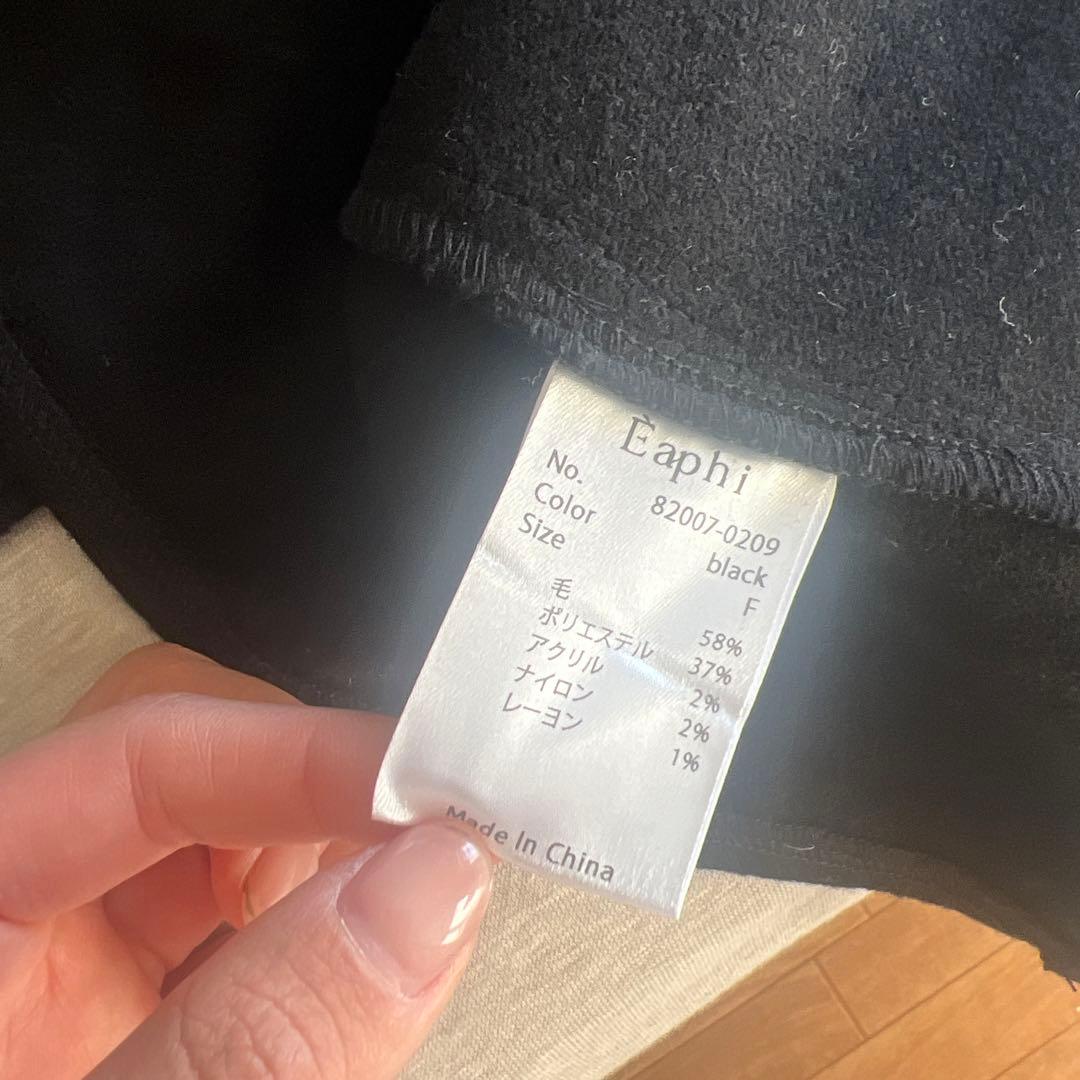 Èaphi
No. 82007-0209
Color black
Size F
毛 58%
ポリエステル 37%
アクリル 2%
ナイロン 2%
レーヨン 1%
Made In China